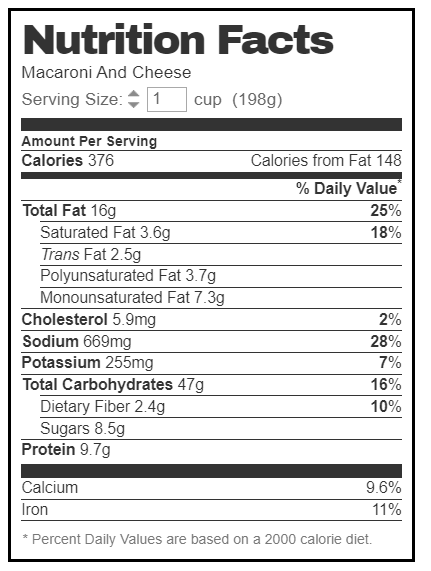 Nutrition Facts
Macaroni And Cheese
Serving Size: 1 cup (198g)
Amount Per Serving
Calories 376 Calories from Fat 148
% Daily Value*
Total Fat 16g 25%
Saturated Fat 3.6g 18%
Trans Fat 2.5g
Polyunsaturated Fat 3.7g
Monounsaturated Fat 7.3g
Cholesterol 5.9mg 2%
Sodium 669mg 28%
Potassium 255mg 7%
Total Carbohydrates 47g 16%
Dietary Fiber 2.4g 10%
Sugars 8.5g
Protein 9.7g
Calcium 9.6%
Iron 11%
* Percent Daily Values are based on a 2000 calorie diet.